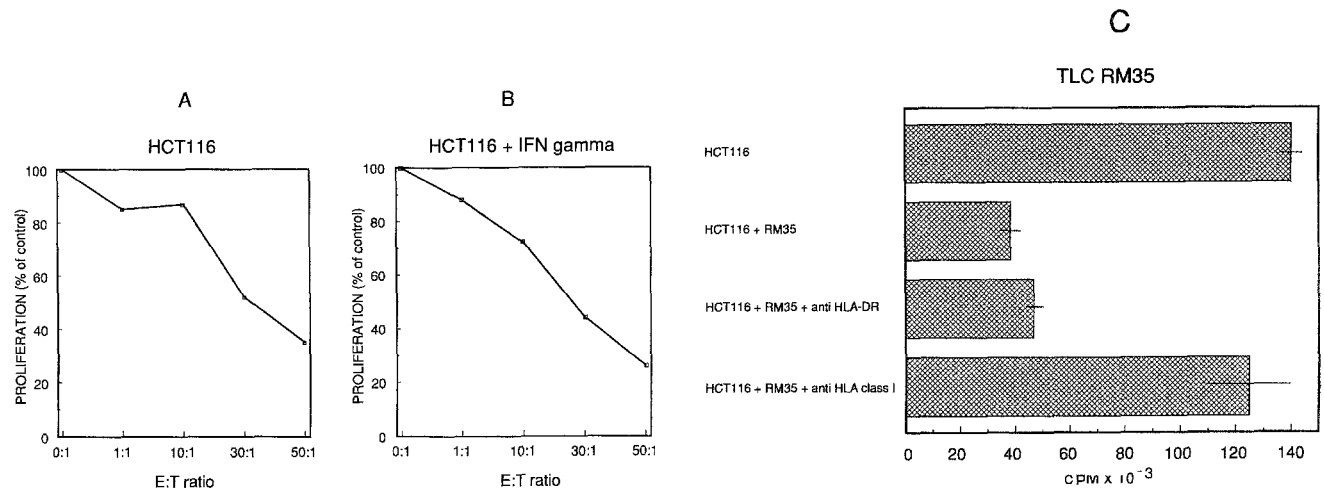 A
HCT116
PROLIFERATION (% of control)
100
80
60
40
20
0
0:1 1:1 10:1 30:1 50:1
E:T ratio
B
HCT116 + IFN gamma
PROLIFERATION (% of control)
100
80
60
40
20
0
0:1 1:1 10:1 30:1 50:1
E:T ratio
C
TLC RM35
HCT116
HCT116 + RM35
HCT116 + RM35 + anti HLA-DR
HCT116 + RM35 + anti HLA class I
0 20 40 60 80 100 120 140
CPM x 10⁻³